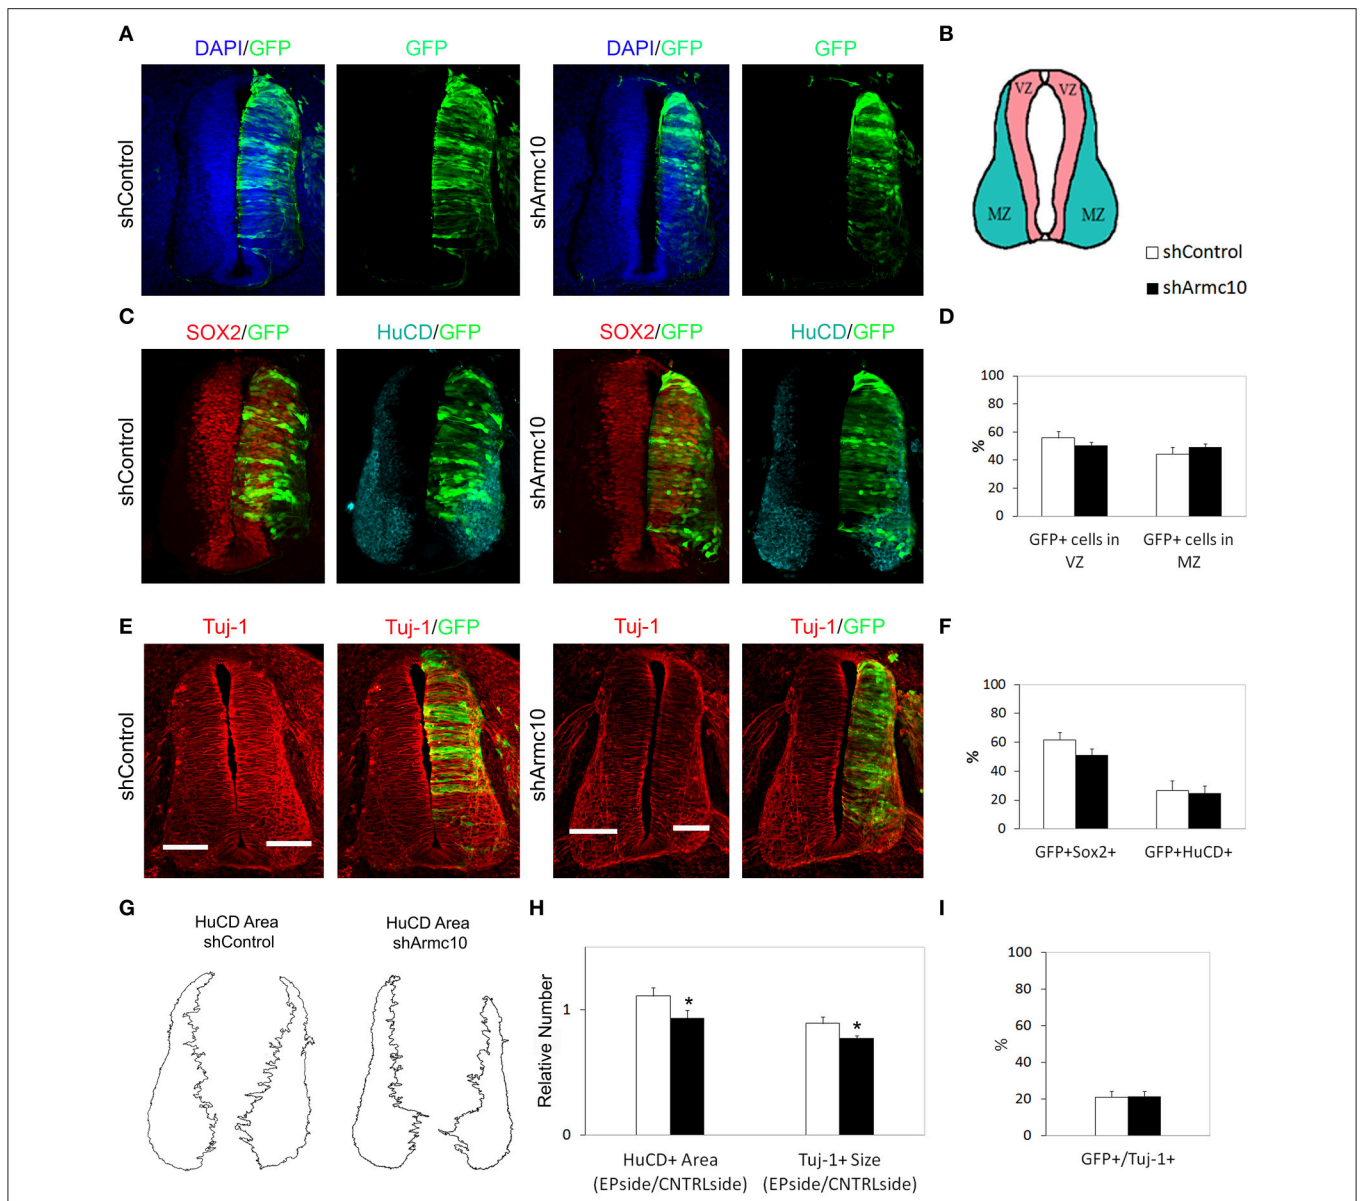 A
B
DAPI/GFP
GFP
DAPI/GFP
GFP
shControl
shArmc10
VZ
VZ
MZ
MZ
shControl
shArmc10
C
D
SOX2/GFP
HuCD/GFP
SOX2/GFP
HuCD/GFP
shControl
shArmc10
100
80
60
40
20
0
%
GFP+ cells in
VZ
GFP+ cells in
MZ
E
F
Tuj-1
Tuj-1/GFP
Tuj-1
Tuj-1/GFP
shControl
shArmc10
100
80
60
40
20
0
%
GFP+Sox2+
GFP+HuCD+
G
HuCD Area
shControl
HuCD Area
shArmc10
H
Relative Number
1
0
*
*
HuCD+ Area
(EPside/CNTRLside)
Tuj-1+ Size
(EPside/CNTRLside)
I
100
80
60
40
20
0
%
GFP+/Tuj-1+